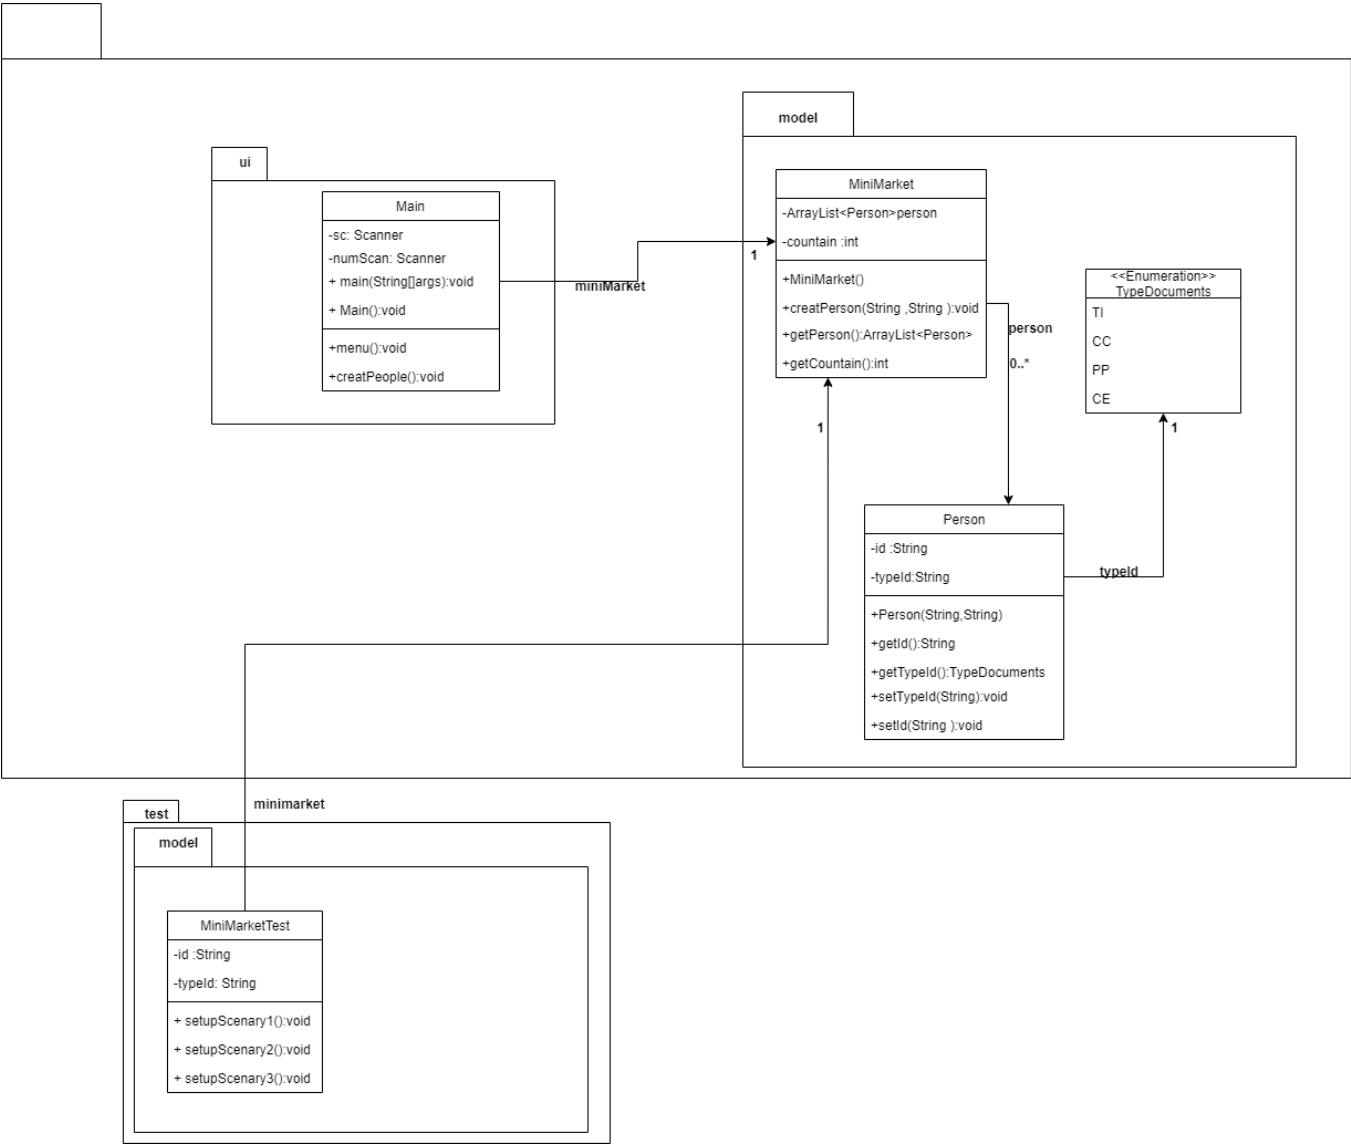 model
ui
MiniMarket
-ArrayList<Person>person
-countain :int
+MiniMarket()
+creatPerson(String ,String ):void
+getPerson():ArrayList<Person>
+getCountain():int
Main
-sc: Scanner
-numScan: Scanner
+ main(String[]args):void
+ Main():void
+menu():void
+creatPeople():void
1
miniMarket
<<Enumeration>>
TypeDocuments
TI
CC
PP
CE
person
0..*
1
1
Person
-id :String
-typeId:String
+Person(String,String)
+getId():String
+getTypeId():TypeDocuments
+setTypeId(String):void
+setId(String ):void
typeId
minimarket
test
model
MiniMarketTest
-id :String
-typeId: String
+ setupScenary1():void
+ setupScenary2():void
+ setupScenary3():void